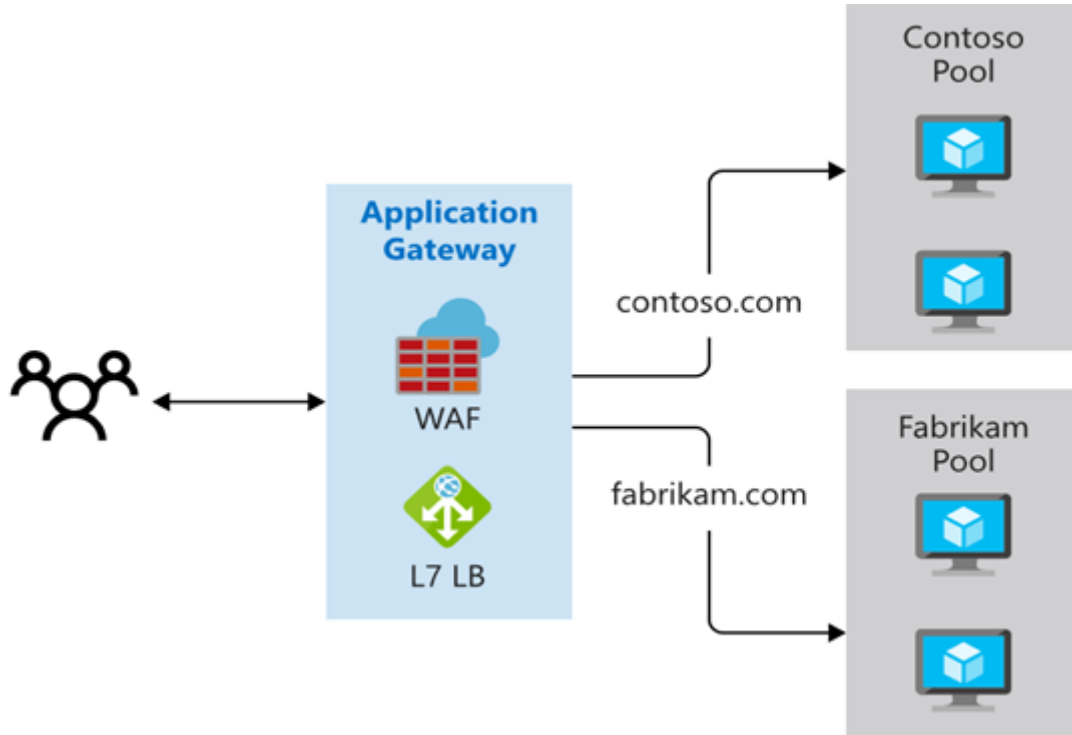 Application
Gateway
WAF
L7 LB
contoso.com
fabrikam.com
Contoso
Pool
Fabrikam
Pool